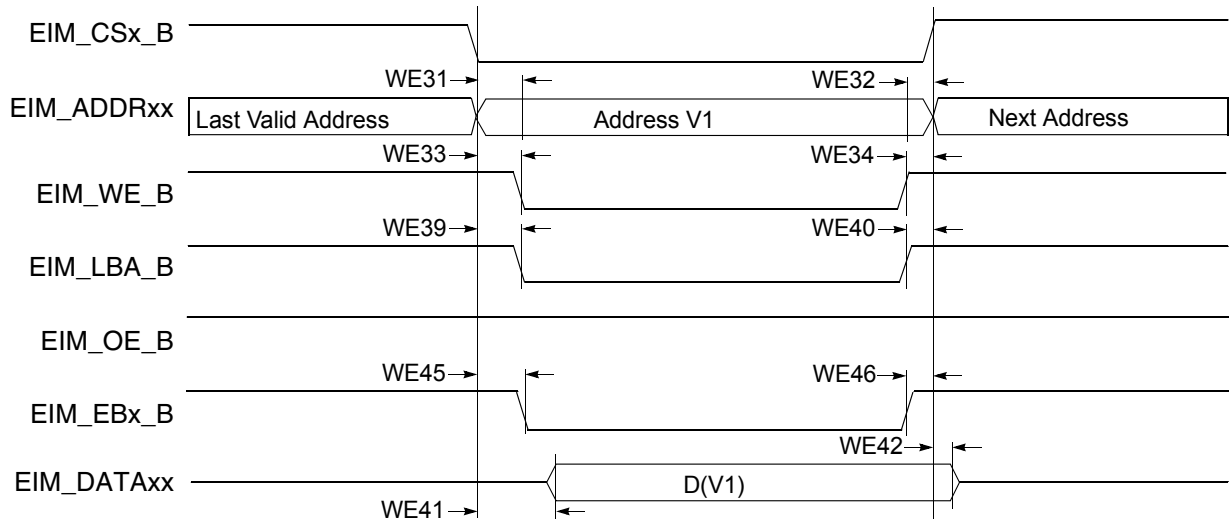 EIM_CSx_B
WE31
WE32
EIM_ADDRxx
Last Valid Address
Address V1
Next Address
WE33
WE34
EIM_WE_B
WE39
WE40
EIM_LBA_B
EIM_OE_B
WE45
WE46
EIM_EBx_B
WE42
EIM_DATAxx
D(V1)
WE41